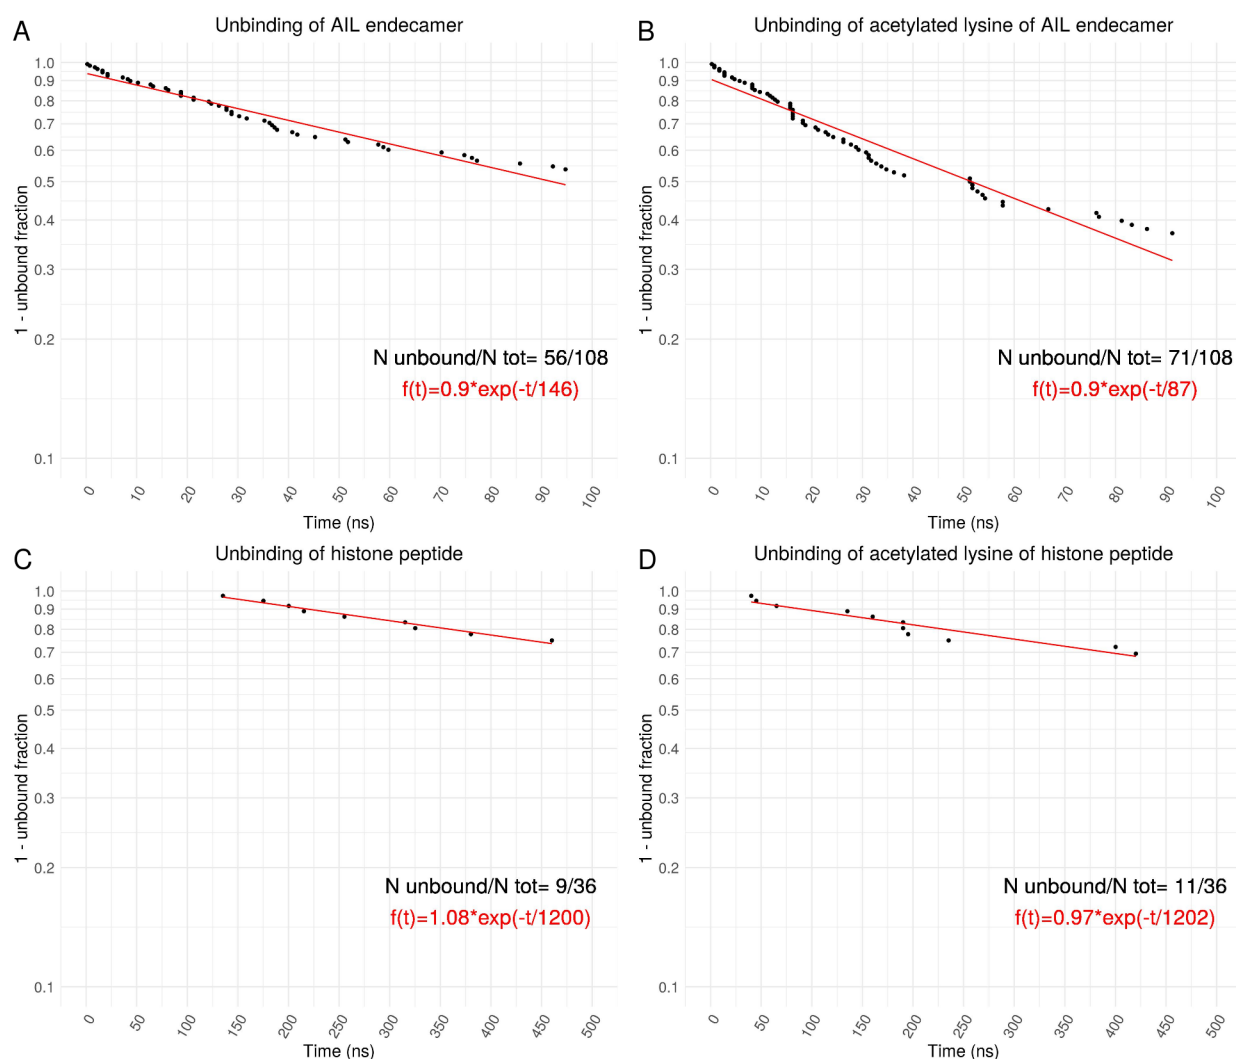 A
Unbinding of AIL endecamer
1 - unbound fraction
1.0
0.9
0.8
0.7
0.6
0.5
0.4
0.3
0.2
0.1
N unbound/N tot= 56/108
f(t)=0.9*exp(-t/146)
0 10 20 30 40 50 60 70 80 90 100
Time (ns)
B
Unbinding of acetylated lysine of AIL endecamer
1 - unbound fraction
1.0
0.9
0.8
0.7
0.6
0.5
0.4
0.3
0.2
0.1
N unbound/N tot= 71/108
f(t)=0.9*exp(-t/87)
0 10 20 30 40 50 60 70 80 90 100
Time (ns)
C
Unbinding of histone peptide
1 - unbound fraction
1.0
0.9
0.8
0.7
0.6
0.5
0.4
0.3
0.2
0.1
N unbound/N tot= 9/36
f(t)=1.08*exp(-t/1200)
0 50 100 150 200 250 300 350 400 450 500
Time (ns)
D
Unbinding of acetylated lysine of histone peptide
1 - unbound fraction
1.0
0.9
0.8
0.7
0.6
0.5
0.4
0.3
0.2
0.1
N unbound/N tot= 11/36
f(t)=0.97*exp(-t/1202)
0 50 100 150 200 250 300 350 400 450 500
Time (ns)